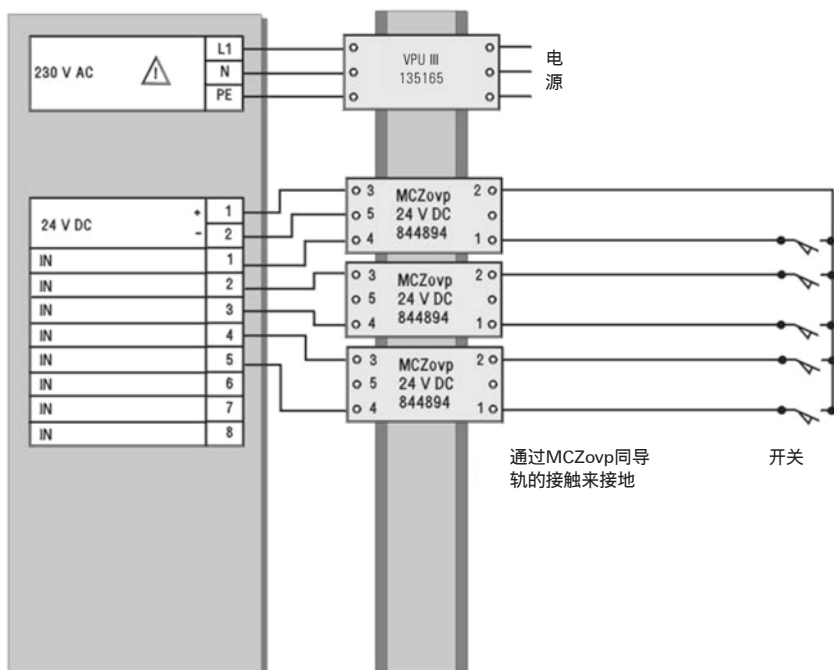 230 V AC
L1
N
PE
VPU III
135165
电
源
24 V DC
+ 1
- 2
IN 1
IN 2
IN 3
IN 4
IN 5
IN 6
IN 7
IN 8
3 MCZovp 2
5 24 V DC
4 844894 1
3 MCZovp 2
5 24 V DC
4 844894 1
3 MCZovp 2
5 24 V DC
4 844894 1
通过MCZovp同导
轨的接触来接地
开关